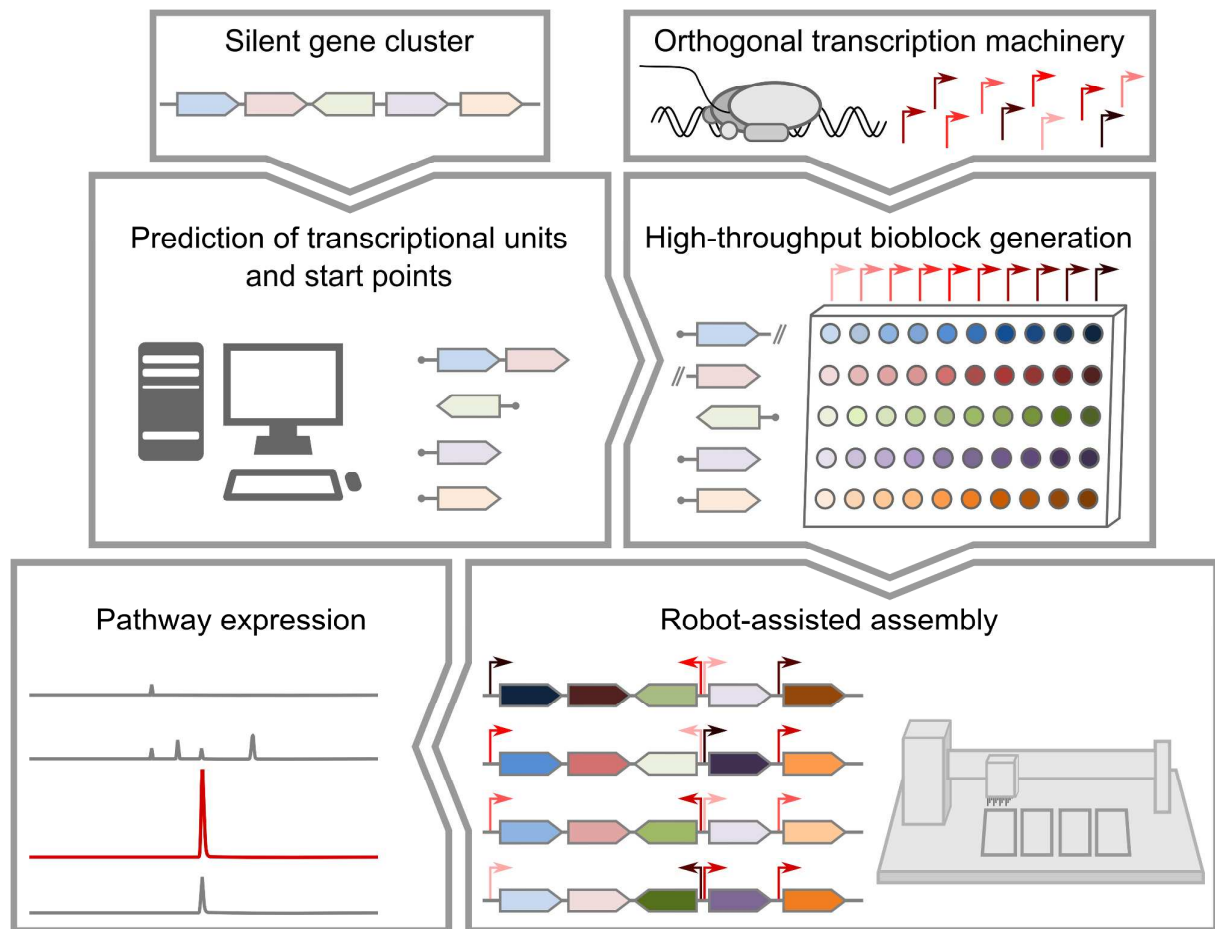 Silent gene cluster
Orthogonal transcription machinery
Prediction of transcriptional units
and start points
High-throughput bioblock generation
Pathway expression
Robot-assisted assembly